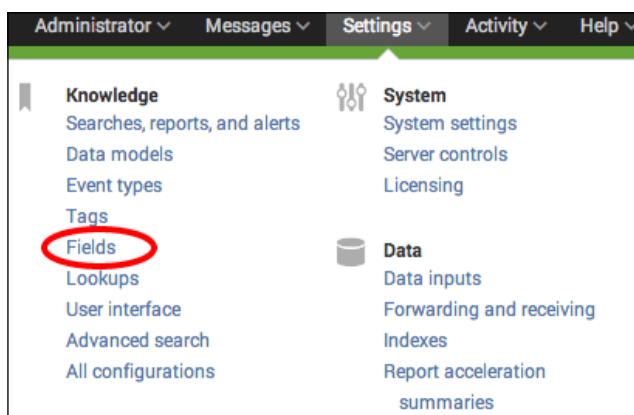 Administrator Messages Settings Activity Help
Knowledge
Searches, reports, and alerts
Data models
Event types
Tags
Fields
Lookups
User interface
Advanced search
All configurations
System
System settings
Server controls
Licensing
Data
Data inputs
Forwarding and receiving
Indexes
Report acceleration
summaries